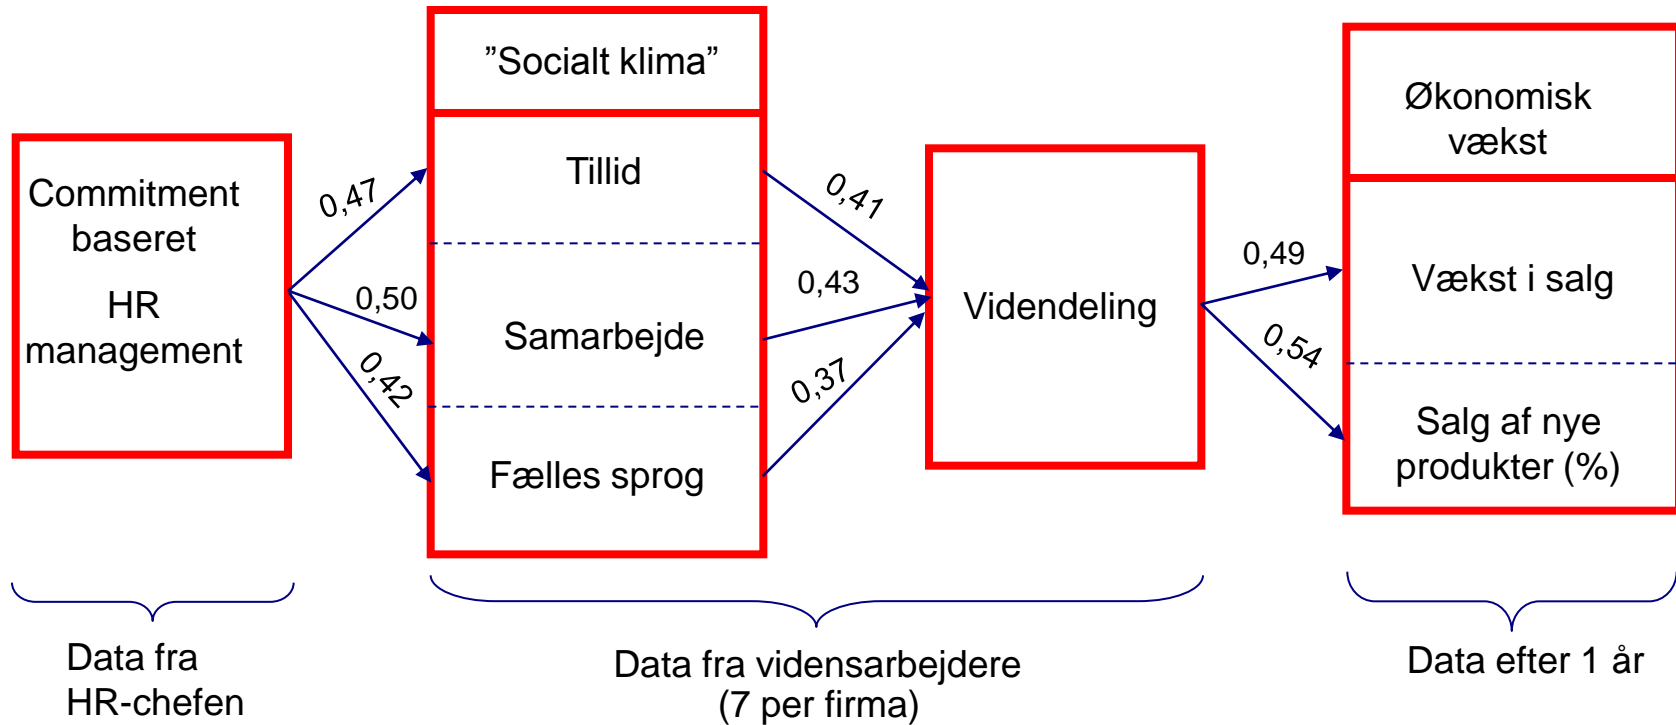 Commitment
baseret
HR
management
0,47
0,50
0,42
”Socialt klima”
Tillid
Samarbejde
Fælles sprog
0,41
0,43
0,37
Videndeling
0,49
0,54
Økonomisk
vækst
Vækst i salg
Salg af nye
produkter (%)
Data fra
HR-chefen
Data fra vidensarbejdere
(7 per firma)
Data efter 1 år